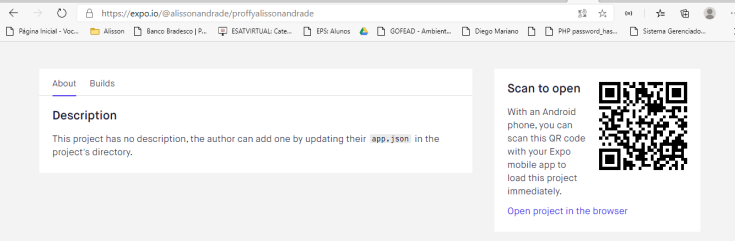 https://expo.io/@alissonandrade/proffyalissonandrade
Página Inicial - Voc... Alisson Banco Bradesco | P... ESATVIRTUAL: Cate... EPS: Alunos GOFEAD - Ambient... Diego Mariano PHP password_has... Sistema Gerenciado...
About Builds
Description
This project has no description, the author can add one by updating their app.json in the
project's directory.
Scan to open
With an Android
phone, you can
scan this QR code
with your Expo
mobile app to
load this project
immediately.
Open project in the browser